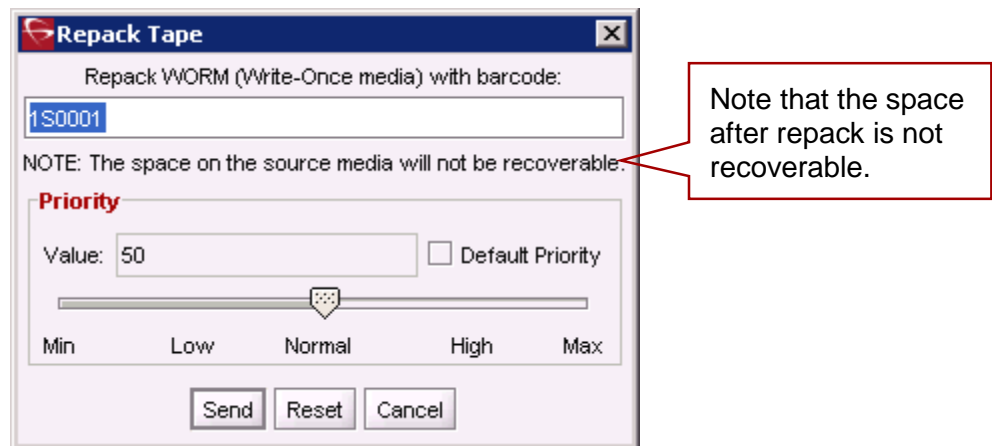 Repack Tape
Repack WORM (Write-Once media) with barcode:
1S0001
NOTE: The space on the source media will not be recoverable.
Priority
Value: 50 Default Priority
Min Low Normal High Max
Send Reset Cancel
Note that the space
after repack is not
recoverable.